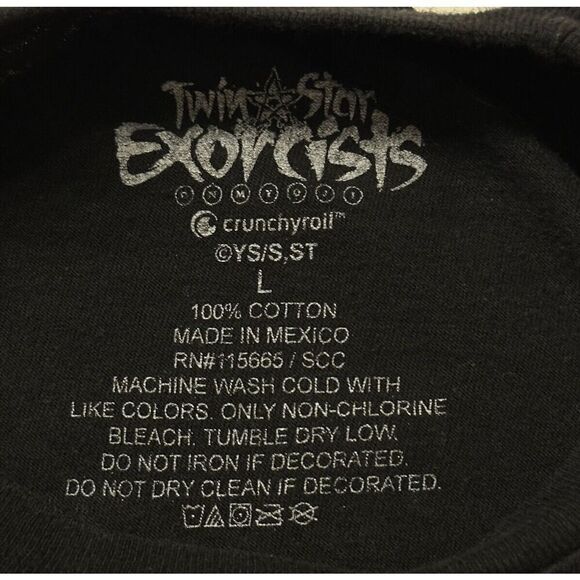 Twin Star
Exorcists
ONMYOJI
crunchyroll™
©YS/S,ST
L
100% COTTON
MADE IN MEXICO
RN#115665 / SCC
MACHINE WASH COLD WITH
LIKE COLORS. ONLY NON-CHLORINE
BLEACH. TUMBLE DRY LOW.
DO NOT IRON IF DECORATED.
DO NOT DRY CLEAN IF DECORATED.